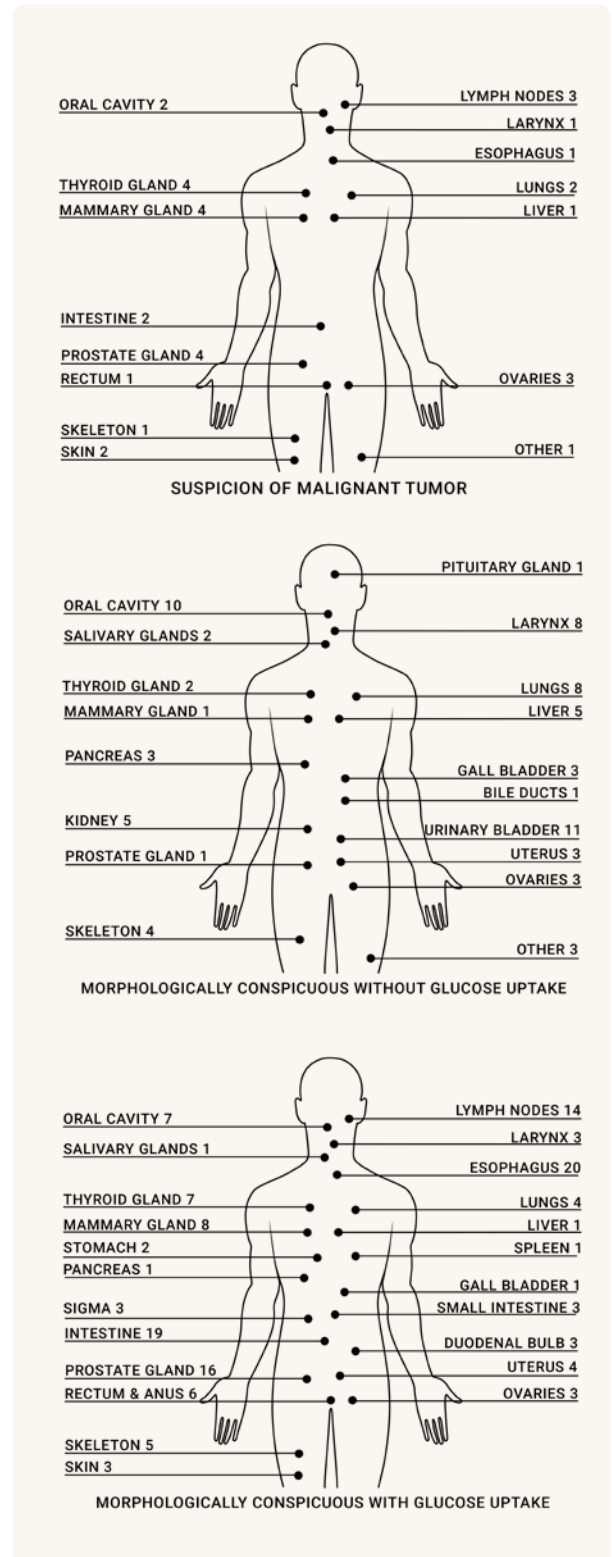 LYMPH NODES 3
ORAL CAVITY 2
LARYNX 1
ESOPHAGUS 1
THYROID GLAND 4
LUNGS 2
MAMMARY GLAND 4
LIVER 1
INTESTINE 2
PROSTATE GLAND 4
RECTUM 1
OVARIES 3
SKELETON 1
SKIN 2
OTHER 1
SUSPICION OF MALIGNANT TUMOR
PITUITARY GLAND 1
ORAL CAVITY 10
LARYNX 8
SALIVARY GLANDS 2
THYROID GLAND 2
LUNGS 8
MAMMARY GLAND 1
LIVER 5
PANCREAS 3
GALL BLADDER 3
BILE DUCTS 1
KIDNEY 5
URINARY BLADDER 11
PROSTATE GLAND 1
UTERUS 3
OVARIES 3
SKELETON 4
OTHER 3
MORPHOLOGICALLY CONSPICUOUS WITHOUT GLUCOSE UPTAKE
LYMPH NODES 14
ORAL CAVITY 7
LARYNX 3
SALIVARY GLANDS 1
ESOPHAGUS 20
THYROID GLAND 7
LUNGS 4
MAMMARY GLAND 8
LIVER 1
STOMACH 2
SPLEEN 1
PANCREAS 1
GALL BLADDER 1
SIGMA 3
SMALL INTESTINE 3
INTESTINE 19
DUODENAL BULB 3
PROSTATE GLAND 16
UTERUS 4
RECTUM & ANUS 6
OVARIES 3
SKELETON 5
SKIN 3
MORPHOLOGICALLY CONSPICUOUS WITH GLUCOSE UPTAKE